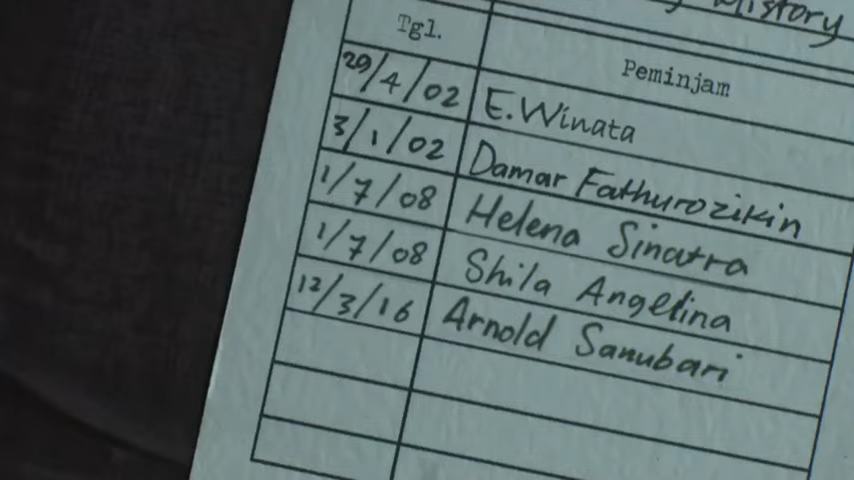 History
Tgl. Peminjam
29/4/02 E.Winata
3/1/02 Damar Fathurozikin
1/7/08 Helena Sinatra
1/7/08 Shila Angelina
12/3/16 Arnold Sanubari